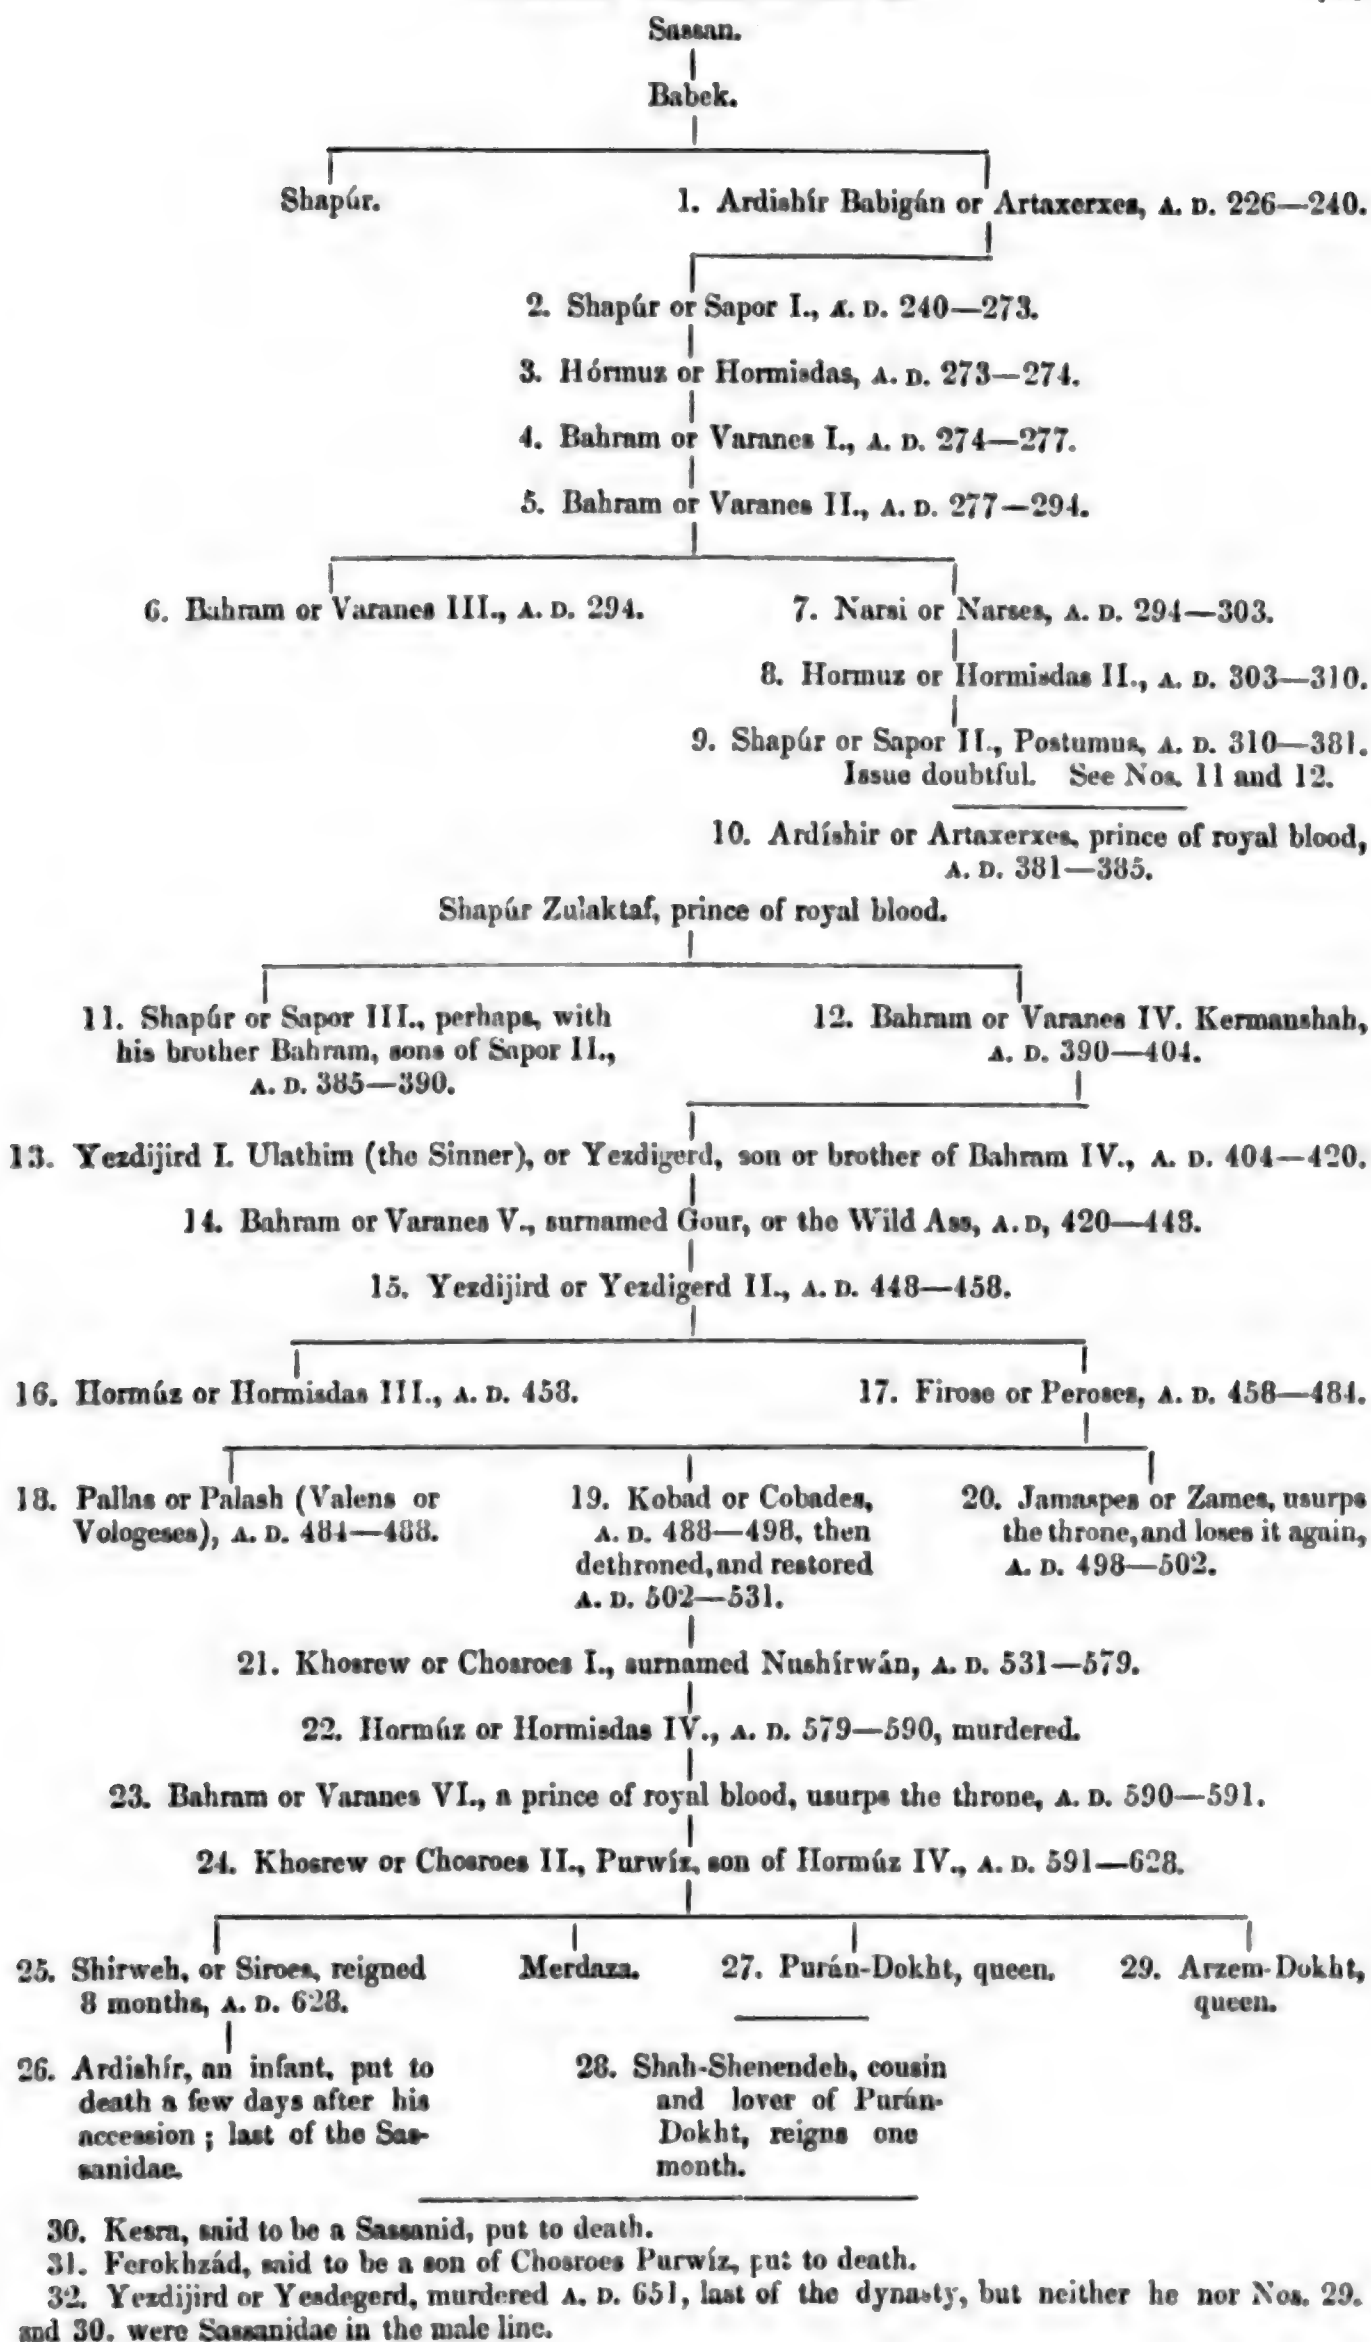 Sassan.
Babek.
Shapúr.
1. Ardishír Babigán or Artaxerxes, A. D. 226—240.
2. Shapúr or Sapor I., A. D. 240—273.
3. Hórmuz or Hormisdas, A. D. 273—274.
4. Bahram or Varanes I., A. D. 274—277.
5. Bahram or Varanes II., A. D. 277—294.
6. Bahram or Varanes III., A. D. 294.
7. Narsi or Narses, A. D. 294—303.
8. Hormuz or Hormisdas II., A. D. 303—310.
9. Shapúr or Sapor II., Postumus, A. D. 310—381.
Issue doubtful. See Nos. 11 and 12.
10. Ardíshir or Artaxerxes, prince of royal blood,
A. D. 381—385.
Shapúr Zulaktaf, prince of royal blood.
11. Shapúr or Sapor III., perhaps, with
his brother Bahram, sons of Sapor II.,
A. D. 385—390.
12. Bahram or Varanes IV. Kermanshah,
A. D. 390—404.
13. Yezdijird I. Ulathim (the Sinner), or Yezdigerd, son or brother of Bahram IV., A. D. 404—420.
14. Bahram or Varanes V., surnamed Gour, or the Wild Ass, A. D, 420—448.
15. Yezdijird or Yezdigerd II., A. D. 448—458.
16. Hormúz or Hormisdas III., A. D. 458.
17. Firose or Peroses, A. D. 458—484.
18. Pallas or Palash (Valens or
Vologeses), A. D. 484—488.
19. Kobad or Cobades,
A. D. 488—498, then
dethroned, and restored
A. D. 502—531.
20. Jamaspes or Zames, usurps
the throne, and loses it again,
A. D. 498—502.
21. Khosrew or Chosroes I., surnamed Nushírwán, A. D. 531—579.
22. Hormúz or Hormisdas IV., A. D. 579—590, murdered.
23. Bahram or Varanes VI., a prince of royal blood, usurps the throne, A. D. 590—591.
24. Khosrew or Chosroes II., Purwíz, son of Hormúz IV., A. D. 591—628.
25. Shirweh, or Siroes, reigned
8 months, A. D. 628.
Merdaza.
27. Purán-Dokht, queen.
29. Arzem-Dokht,
queen.
26. Ardishír, an infant, put to
death a few days after his
accession ; last of the Sas-
sanidae.
28. Shah-Shenendeh, cousin
and lover of Purán-
Dokht, reigns one
month.
30. Kesra, said to be a Sassanid, put to death.
31. Ferokhzád, said to be a son of Chosroes Purwíz, put to death.
32. Yezdijird or Yesdegerd, murdered A. D. 651, last of the dynasty, but neither he nor Nos. 29.
and 30. were Sassanidae in the male line.